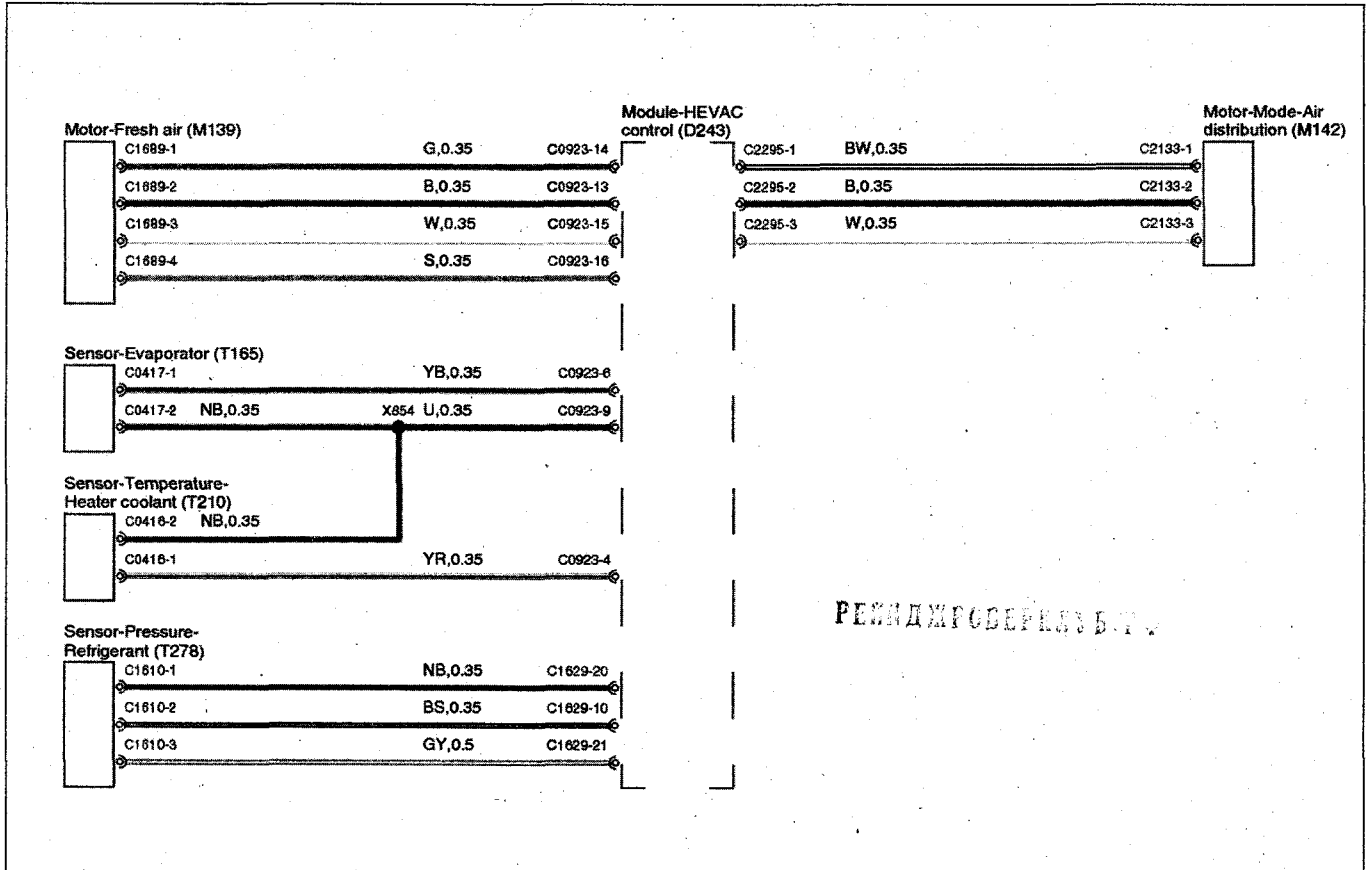 Motor-Fresh air (M139)
C1689-1 G,0.35 C0923-14
C1689-2 B,0.35 C0923-13
C1689-3 W,0.35 C0923-15
C1689-4 S,0.35 C0923-16
Sensor-Evaporator (T165)
C0417-1 YB,0.35 C0923-6
C0417-2 NB,0.35 X854 U,0.35 C0923-9
Sensor-Temperature-
Heater coolant (T210)
C0416-2 NB,0.35
C0416-1 YR,0.35 C0923-4
Sensor-Pressure-
Refrigerant (T278)
C1610-1 NB,0.35 C1629-20
C1610-2 BS,0.35 C1629-10
C1610-3 GY,0.5 C1629-21
Module-HEVAC
control (D243)
C2295-1 BW,0.35 C2133-1
C2295-2 B,0.35 C2133-2
C2295-3 W,0.35 C2133-3
Motor-Mode-Air
distribution (M142)